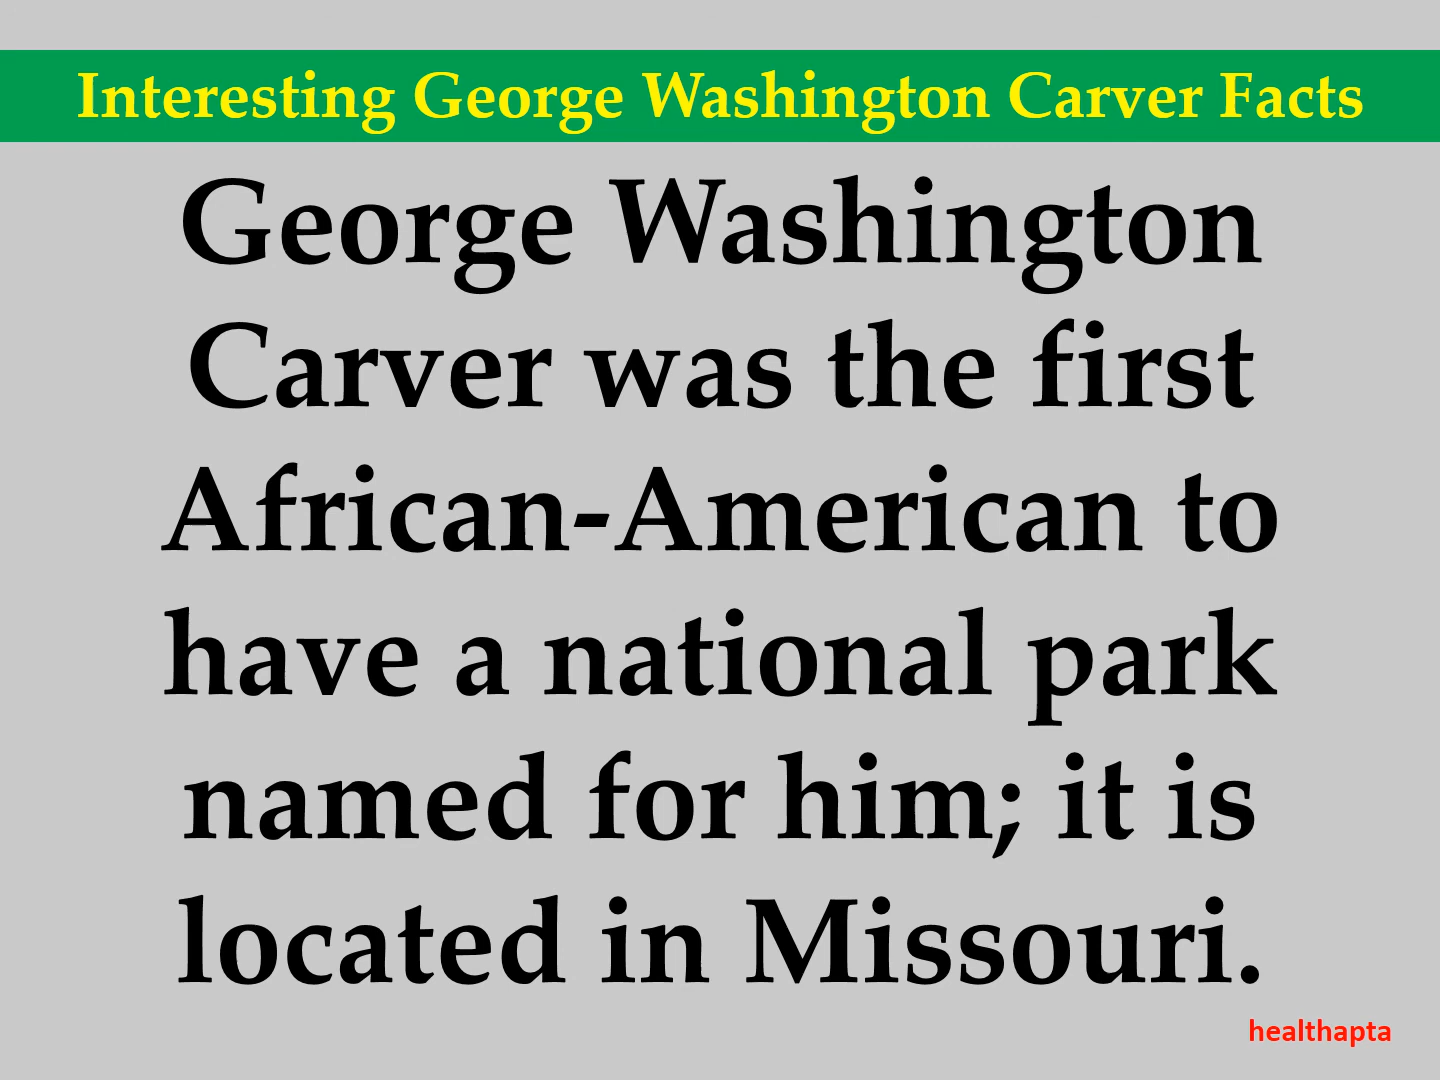 Interesting George Washington Carver Facts
George Washington
Carver was the first
African-American to
have a national park
named for him; it is
located in Missouri.
healthapta